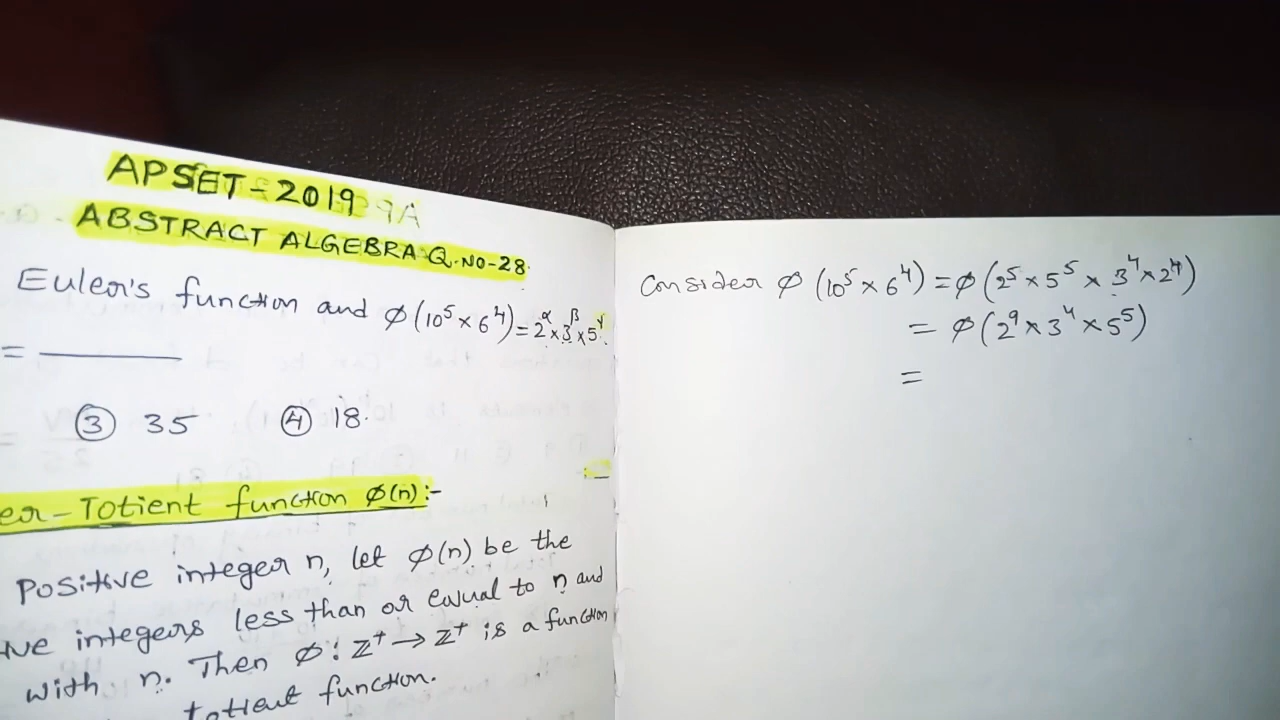 APSET-2019
ABSTRACT ALGEBRA Q.NO-28.
Euler's function and ϕ(10⁵×6⁴)=2^α×3^β×5^γ
= ______
③ 35 ④ 18.
er-Totient function ϕ(n):-
Positive integer n, let ϕ(n) be the
ive integers less than or equal to n and
with n. Then ϕ: Z⁺→Z⁺ is a function
totient function.
Consider ϕ(10⁵×6⁴)=ϕ(2⁵×5⁵×3⁴×2⁴)
= ϕ(2⁹×3⁴×5⁵)
=